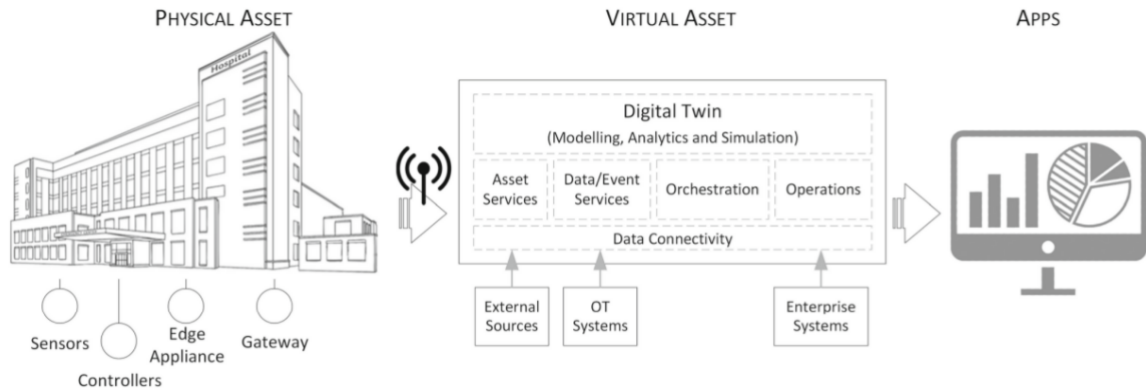 PHYSICAL ASSET
VIRTUAL ASSET
APPS
Hospital
Digital Twin
(Modelling, Analytics and Simulation)
Asset
Services
Data/Event
Services
Orchestration
Operations
Data Connectivity
External
Sources
OT
Systems
Enterprise
Systems
Sensors
Controllers
Edge
Appliance
Gateway